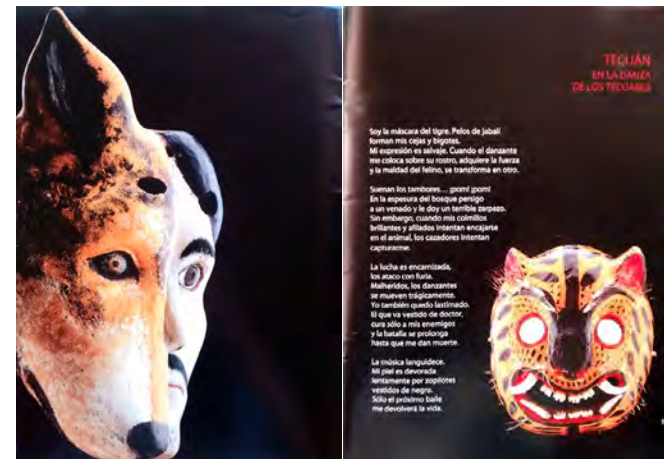 TECUÁN
EN LA DANZA
DE LOS TECUANES
Soy la máscara del tigre. Pelos de jabalí
forman mis cejas y bigotes.
Mi expresión es salvaje. Cuando el danzante
me coloca sobre su rostro, adquiere la fuerza
y la maldad del felino, se transforma en otro.
Suenan los tambores... ¡pom! ¡pom!
En la espesura del bosque persigo
a un venado y le doy un terrible zarpazo.
Sin embargo, cuando mis colmillos
brillantes y afilados intentan encajarse
en el animal, los cazadores intentan
capturarme.
La lucha es encarnizada,
los ataco con furia.
Malheridos, los danzantes
se mueven trágicamente.
Yo también quedo lastimado.
El que va vestido de doctor,
cura sólo a mis enemigos
y la batalla se prolonga
hasta que me dan muerte.
La música languidece.
Mi piel es devorada
lentamente por zopilotes
vestidos de negro.
Sólo el próximo baile
me devolverá la vida.